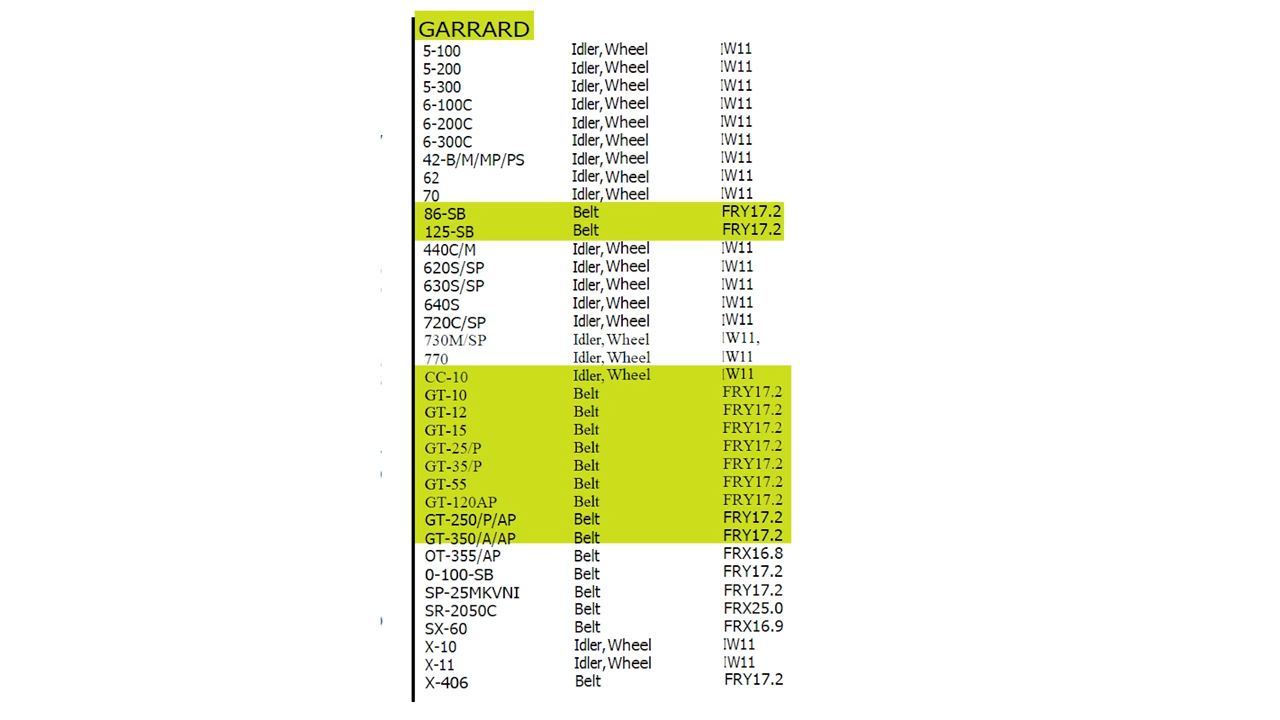 GARRARD
5-100 Idler, Wheel IW11
5-200 Idler, Wheel IW11
5-300 Idler, Wheel IW11
6-100C Idler, Wheel IW11
6-200C Idler, Wheel IW11
6-300C Idler, Wheel IW11
42-B/M/MP/PS Idler, Wheel IW11
62 Idler, Wheel IW11
70 Idler, Wheel IW11
86-SB Belt FRY17.2
125-SB Belt FRY17.2
440C/M Idler, Wheel IW11
620S/SP Idler, Wheel IW11
630S/SP Idler, Wheel IW11
640S Idler, Wheel IW11
720C/SP Idler, Wheel IW11
730M/SP Idler, Wheel IW11,
770 Idler, Wheel IW11
CC-10 Idler, Wheel IW11
GT-10 Belt FRY17.2
GT-12 Belt FRY17.2
GT-15 Belt FRY17.2
GT-25/P Belt FRY17.2
GT-35/P Belt FRY17.2
GT-55 Belt FRY17.2
GT-120AP Belt FRY17.2
GT-250/P/AP Belt FRY17.2
GT-350/A/AP Belt FRY17.2
OT-355/AP Belt FRX16.8
0-100-SB Belt FRY17.2
SP-25MKVNI Belt FRY17.2
SR-2050C Belt FRX25.0
SX-60 Belt FRX16.9
X-10 Idler, Wheel IW11
X-11 Idler, Wheel IW11
X-406 Belt FRY17.2